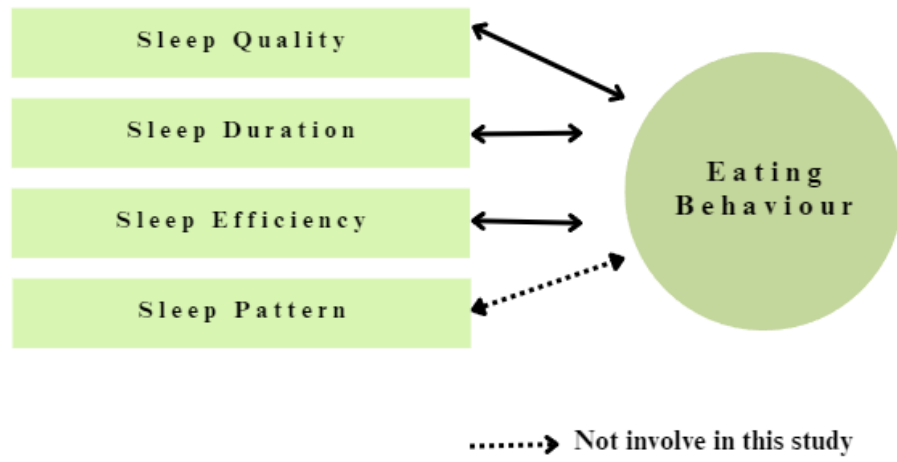 Sleep Quality
Sleep Duration
Sleep Efficiency
Sleep Pattern
Eating
Behaviour
Not involve in this study